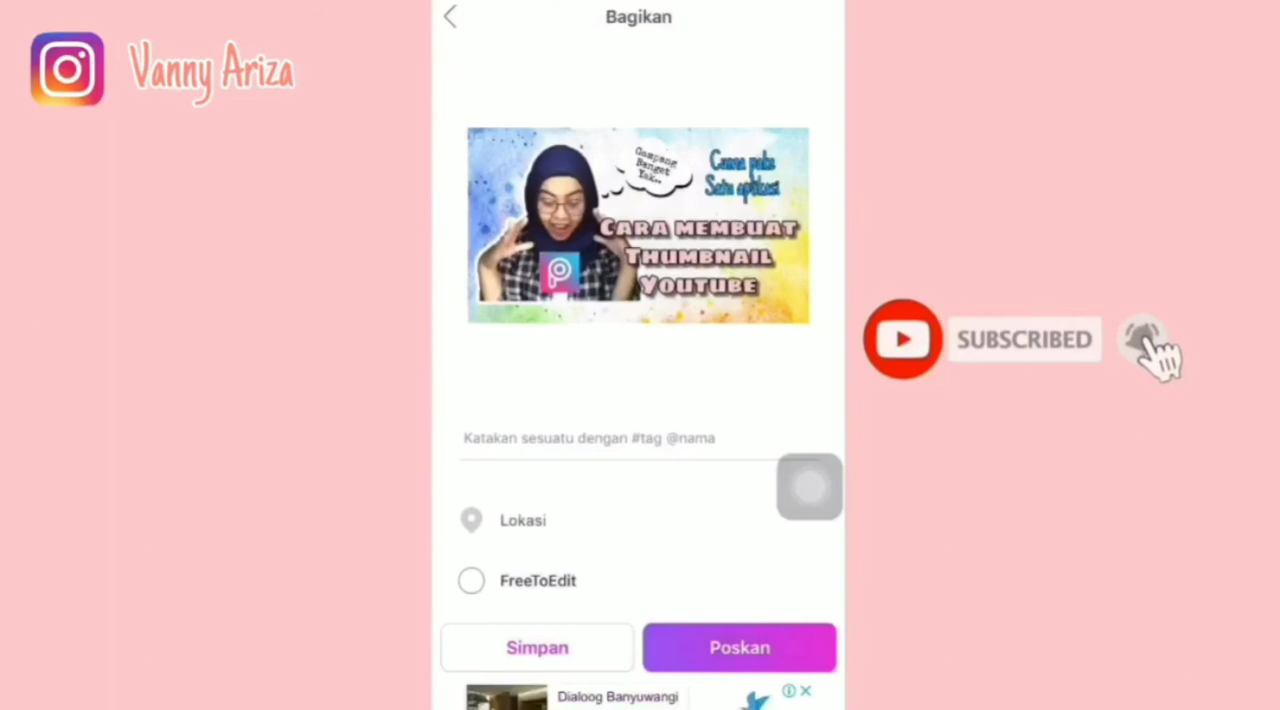 Vanny Ariza
Bagikan
Gampang
Banget
Yak..
Cuma pake
Satu aplikasi
Cara membuat
Thumbnail
Youtube
SUBSCRIBED
Katakan sesuatu dengan #tag @nama
Lokasi
FreeToEdit
Simpan
Poskan
Dialoog Banyuwangi